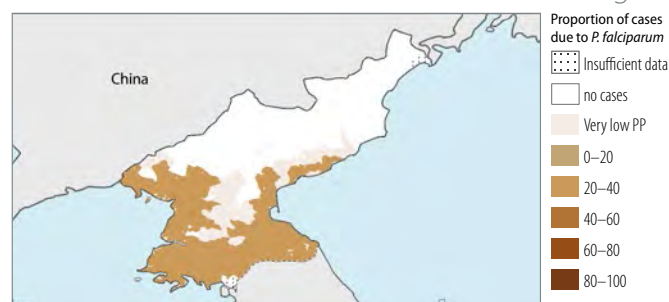 Proportion of cases
due to P. falciparum
China
Insufficient data
no cases
Very low PP
0–20
20–40
40–60
60–80
80–100